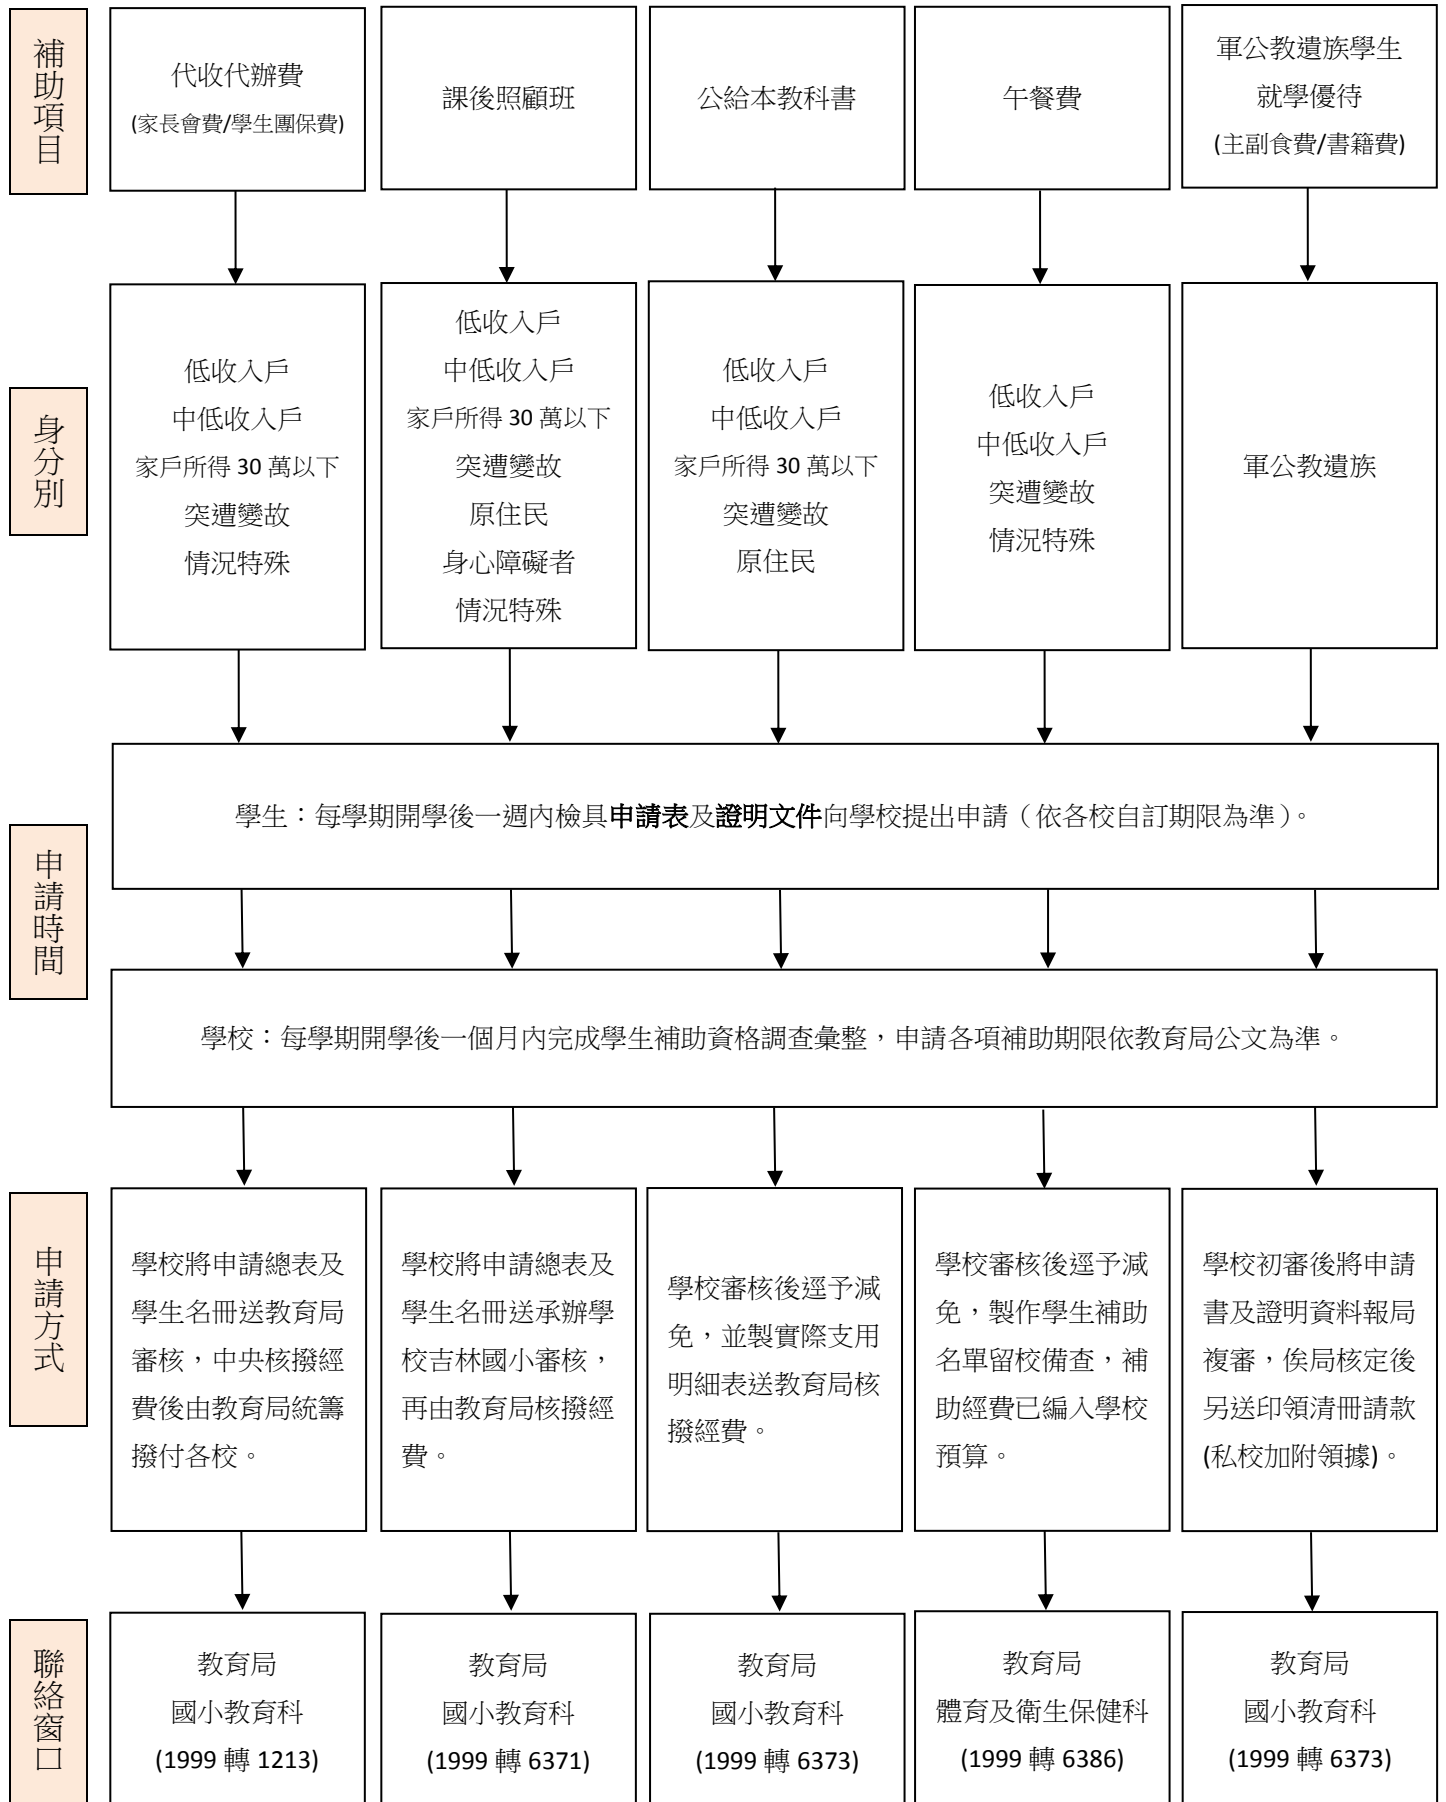 補助項目
代收代辦費
(家長會費/學生團保費)
課後照顧班
公給本教科書
午餐費
軍公教遺族學生
就學優待
(主副食費/書籍費)
身分別
低收入戶
中低收入戶
家戶所得 30 萬以下
突遭變故
情況特殊
低收入戶
中低收入戶
家戶所得 30 萬以下
突遭變故
原住民
身心障礙者
情況特殊
低收入戶
中低收入戶
家戶所得 30 萬以下
突遭變故
原住民
低收入戶
中低收入戶
突遭變故
情況特殊
軍公教遺族
申請時間
學生：每學期開學後一週內檢具申請表及證明文件向學校提出申請（依各校自訂期限為準）。
學校：每學期開學後一個月內完成學生補助資格調查彙整，申請各項補助期限依教育局公文為準。
申請方式
學校將申請總表及
學生名冊送教育局
審核，中央核撥經
費後由教育局統籌
撥付各校。
學校將申請總表及
學生名冊送承辦學
校吉林國小審核，
再由教育局核撥經
費。
學校審核後逕予減
免，並製實際支用
明細表送教育局核
撥經費。
學校審核後逕予減
免，製作學生補助
名單留校備查，補
助經費已編入學校
預算。
學校初審後將申請
書及證明資料報局
複審，俟局核定後
另送印領清冊請款
(私校加附領據)。
聯絡窗口
教育局
國小教育科
(1999 轉 1213)
教育局
國小教育科
(1999 轉 6371)
教育局
國小教育科
(1999 轉 6373)
教育局
體育及衛生保健科
(1999 轉 6386)
教育局
國小教育科
(1999 轉 6373)